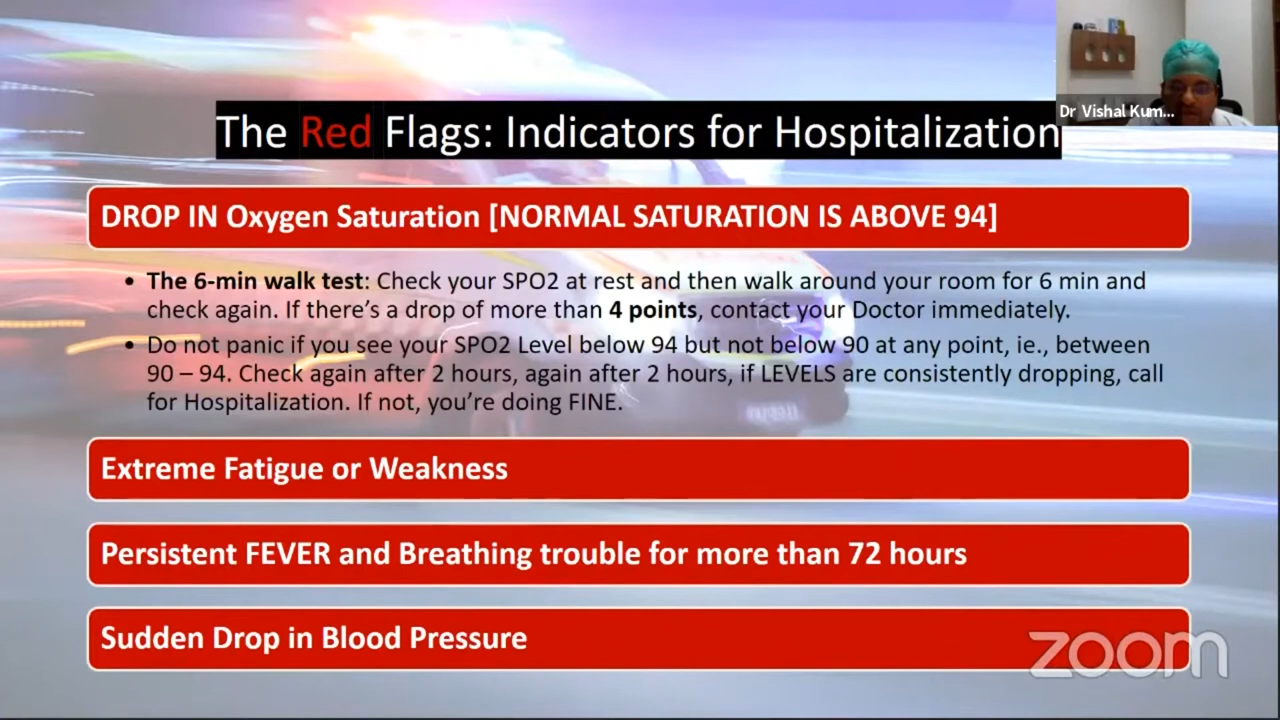 Dr Vishal Kum...
The Red Flags: Indicators for Hospitalization
DROP IN Oxygen Saturation [NORMAL SATURATION IS ABOVE 94]
• The 6-min walk test: Check your SPO2 at rest and then walk around your room for 6 min and
check again. If there's a drop of more than 4 points, contact your Doctor immediately.
• Do not panic if you see your SPO2 Level below 94 but not below 90 at any point, ie., between
90 – 94. Check again after 2 hours, again after 2 hours, if LEVELS are consistently dropping, call
for Hospitalization. If not, you're doing FINE.
Extreme Fatigue or Weakness
Persistent FEVER and Breathing trouble for more than 72 hours
Sudden Drop in Blood Pressure
zoom